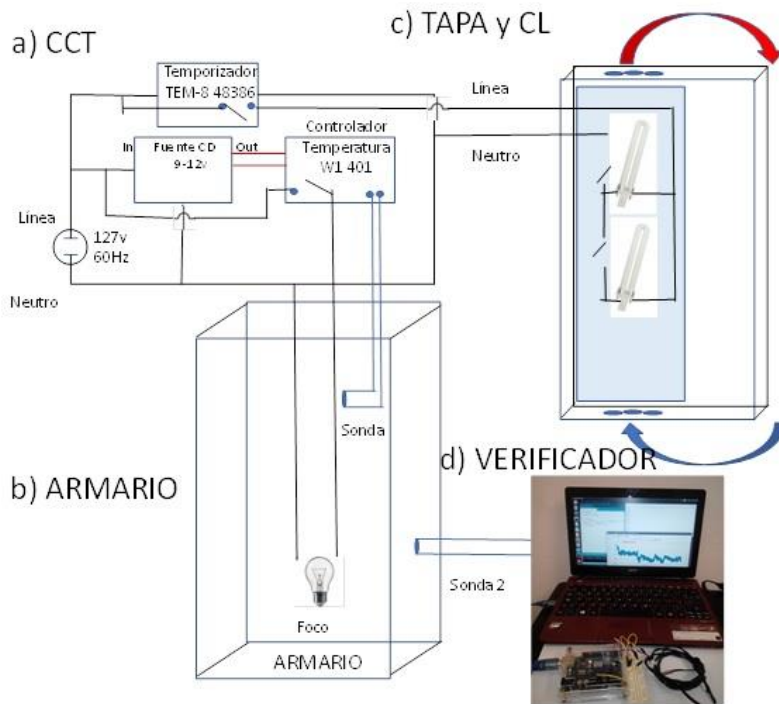 a) CCT
Temporizador
TEM-8 48386
In
Fuente CD
9-12v
Out
Controlador
Temperatura
W1 401
Línea
127v
60Hz
Neutro
c) TAPA y CL
Línea
Neutro
b) ARMARIO
Sonda
Foco
ARMARIO
d) VERIFICADOR
Sonda 2